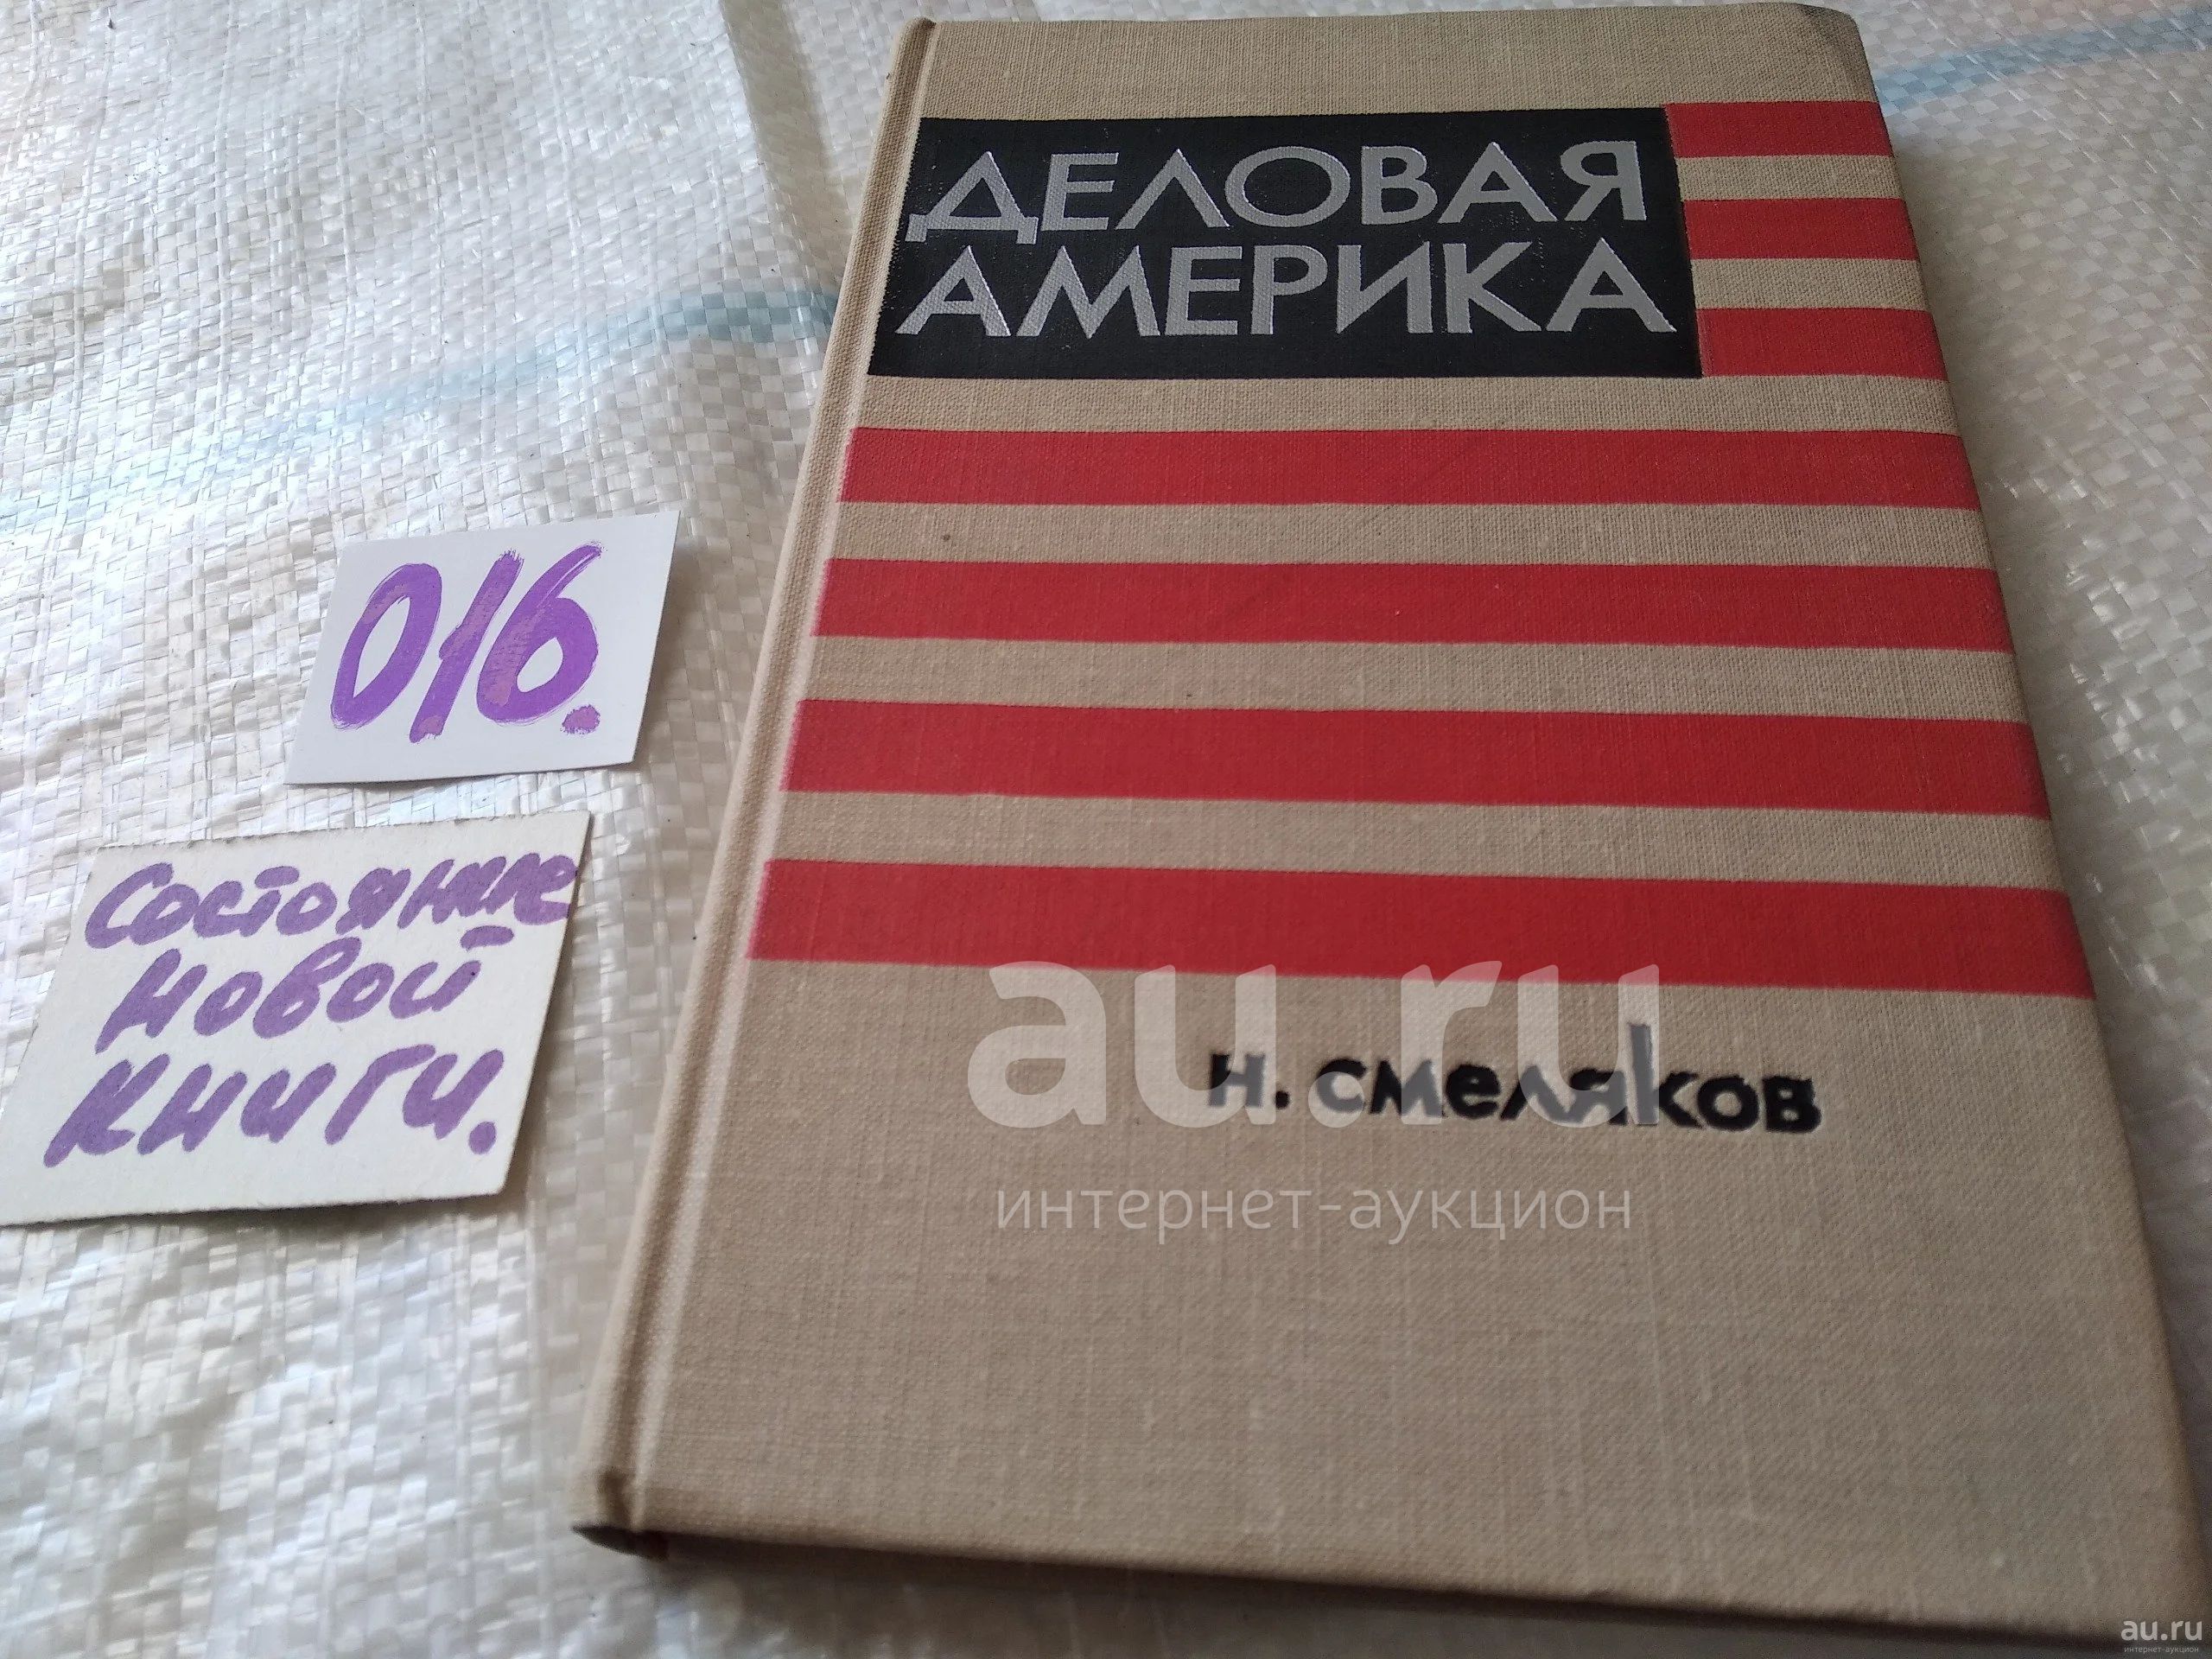 ДЕЛОВАЯ
АМЕРИКА
016.
Состояние
новой
книги.
н. смеляков
au.ru
интернет-аукцион
au.ru
интернет-аукцион